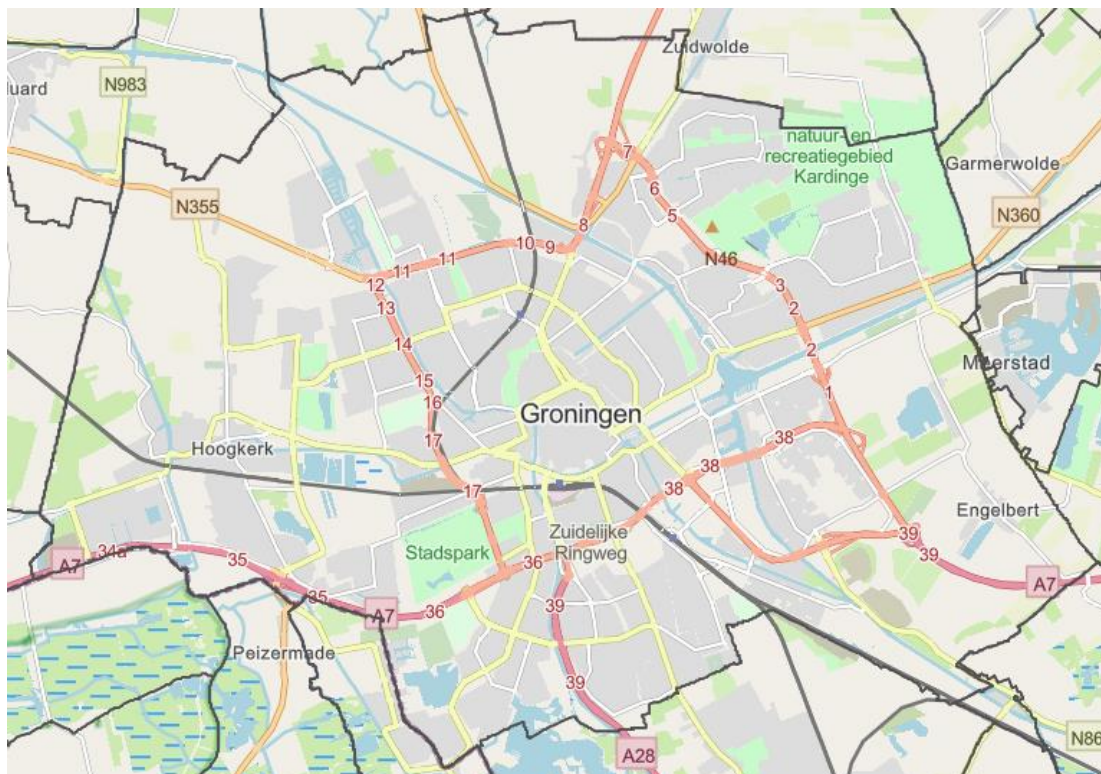 Zuidwolde
N983
luard
natuur- en
recreatiegebied
Kardinge
7
Garmerwolde
6
N355
5
N360
8
10
9
11
11
N46
12
3
13
2
14
2
Meerstad
15
1
16
Groningen
17
38
Hoogkerk
38
38
17
Engelbert
Zuidelijke
Ringweg
39
34a
Stadspark
35
36
39
A7
A7
35
A7
36
39
Peizermade
39
N86
A28